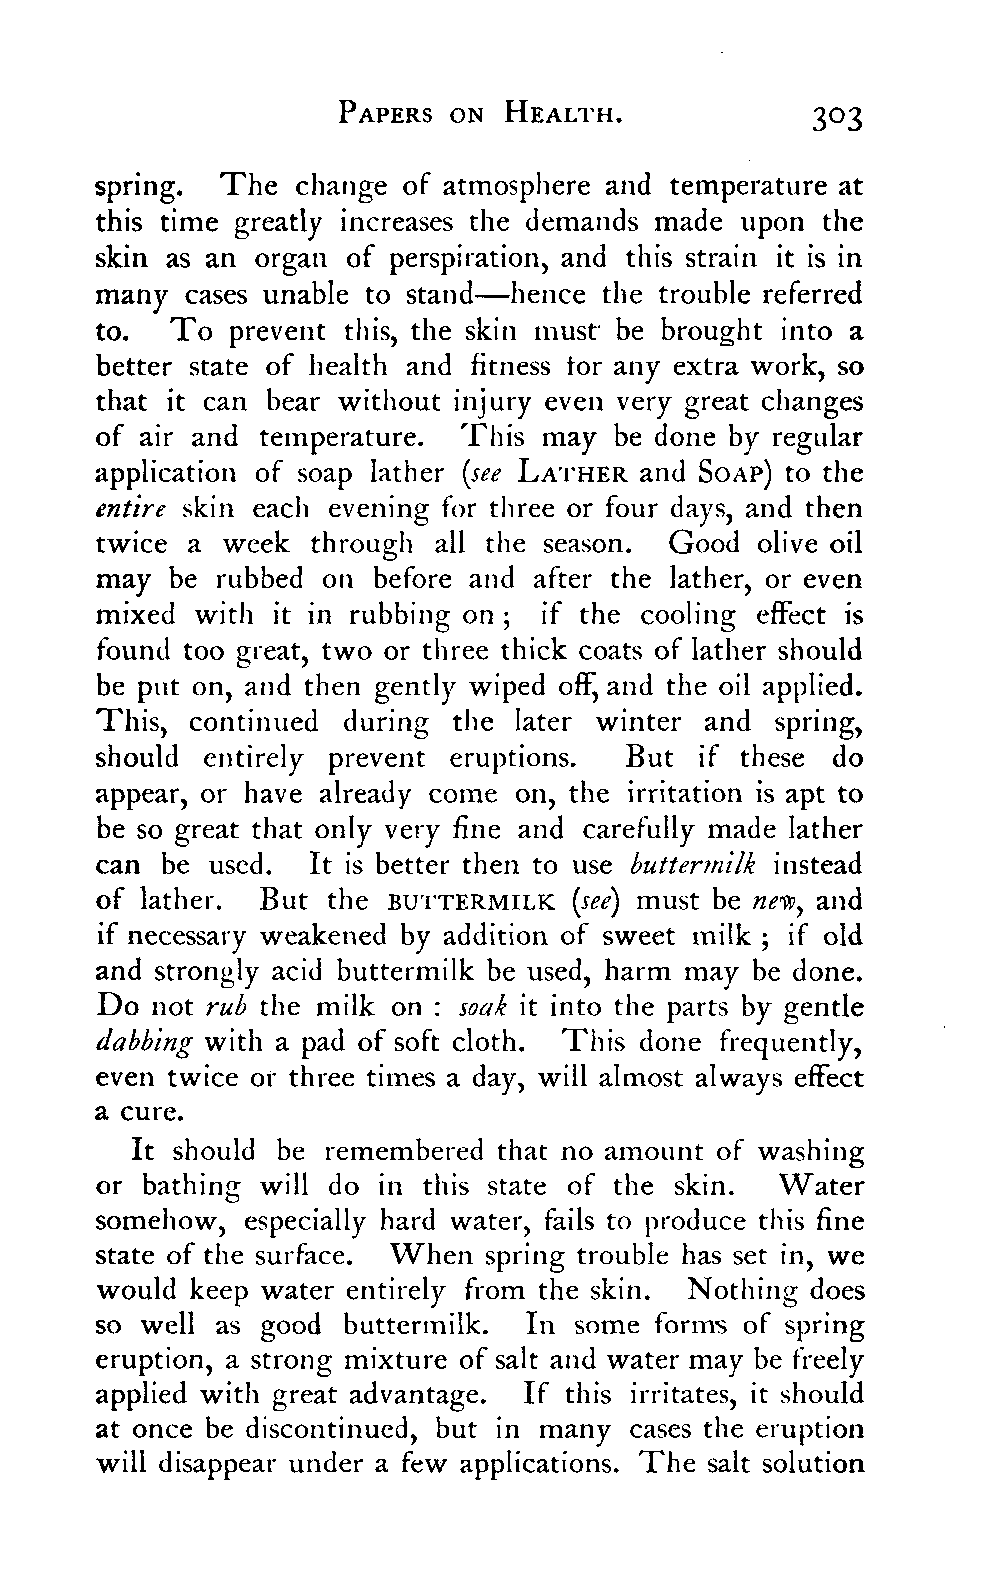 Papers on Health. 303
spring. The change of atmosphere and temperature at
this time greatly increases the demands made upon the
skin as an organ of perspiration, and this strain it is in
many cases unable to stand—hence the trouble referred
to. To prevent this, the skin must be brought into a
better state of health and fitness for any extra work, so
that it can bear without injury even very great changes
of air and temperature. This may be done by regular
application of soap lather (see Lather and Soap) to the
entire skin each evening for three or four days, and then
twice a week through all the season. Good olive oil
may be rubbed on before and after the lather, or even
mixed with it in rubbing on ; if the cooling effect is
found too great, two or three thick coats of lather should
be put on, and then gently wiped off, and the oil applied.
This, continued during the later winter and spring,
should entirely prevent eruptions. But if these do
appear, or have already come on, the irritation is apt to
be so great that only very fine and carefully made lather
can be used. It is better then to use buttermilk instead
of lather. But the BUTTERMILK (see) must be new, and
if necessary weakened by addition of sweet milk ; if old
and strongly acid buttermilk be used, harm may be done.
Do not rub the milk on : soak it into the parts by gentle
dabbing with a pad of soft cloth. This done frequently,
even twice or three times a day, will almost always effect
a cure.
It should be remembered that no amount of washing
or bathing will do in this state of the skin. Water
somehow, especially hard water, fails to produce this fine
state of the surface. When spring trouble has set in, we
would keep water entirely from the skin. Nothing does
so well as good buttermilk. In some forms of spring
eruption, a strong mixture of salt and water may be freely
applied with great advantage. If this irritates, it should
at once be discontinued, but in many cases the eruption
will disappear under a few applications. The salt solution